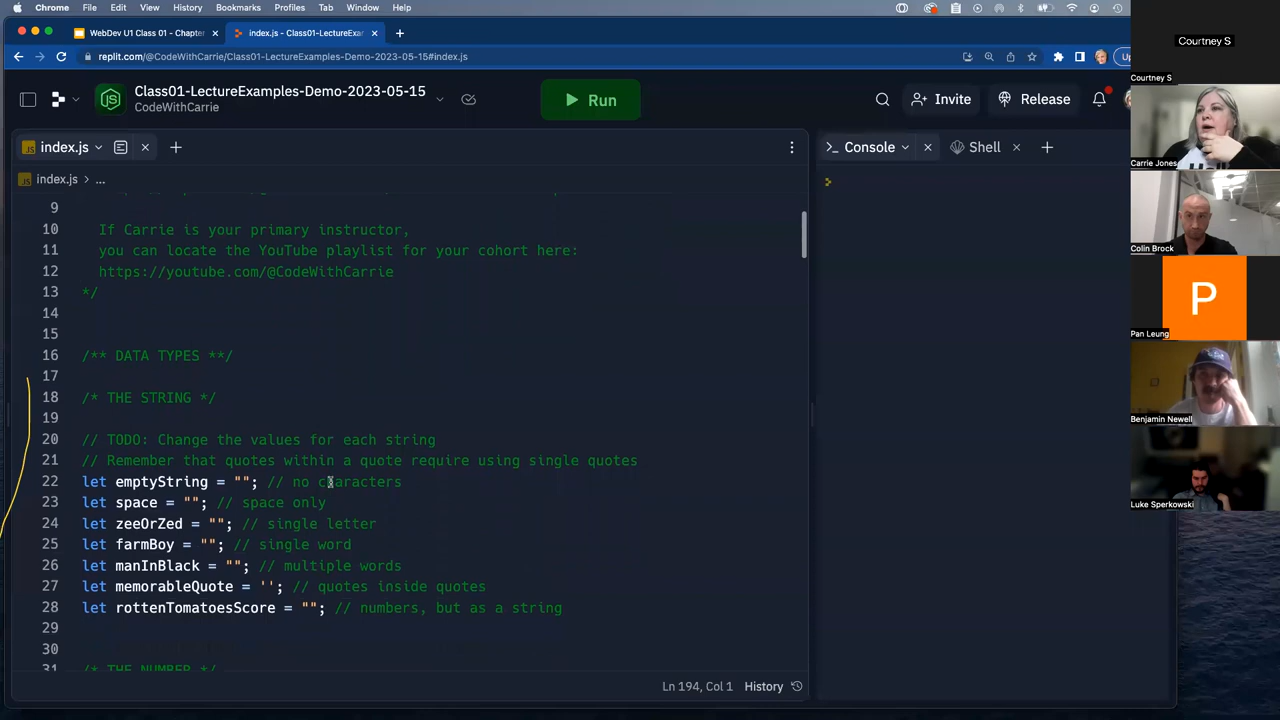 Chrome File Edit View History Bookmarks Profiles Tab Window Help
WebDev U1 Class 01 - Chapter
index.js - Class01-LectureExam
replit.com/@CodeWithCarrie/Class01-LectureExamples-Demo-2023-05-15#index.js
Class01-LectureExamples-Demo-2023-05-15
CodeWithCarrie
Run
Invite
Release
JS index.js
Console
Shell
JS index.js > ...
9
10 If Carrie is your primary instructor,
11 you can locate the YouTube playlist for your cohort here:
12 https://youtube.com/@CodeWithCarrie
13 */
14
15
16 /** DATA TYPES **/
17
18 /* THE STRING */
19
20 // TODO: Change the values for each string
21 // Remember that quotes within a quote require using single quotes
22 let emptyString = ""; // no characters
23 let space = ""; // space only
24 let zeeOrZed = ""; // single letter
25 let farmBoy = ""; // single word
26 let manInBlack = ""; // multiple words
27 let memorableQuote = ''; // quotes inside quotes
28 let rottenTomatoesScore = ""; // numbers, but as a string
29
30
31 /* THE NUMBER */
Ln 194, Col 1 History
Courtney S
Courtney S
Carrie Jones
Colin Brock
P
Pan Leung
Benjamin Newell
Luke Sperkowski